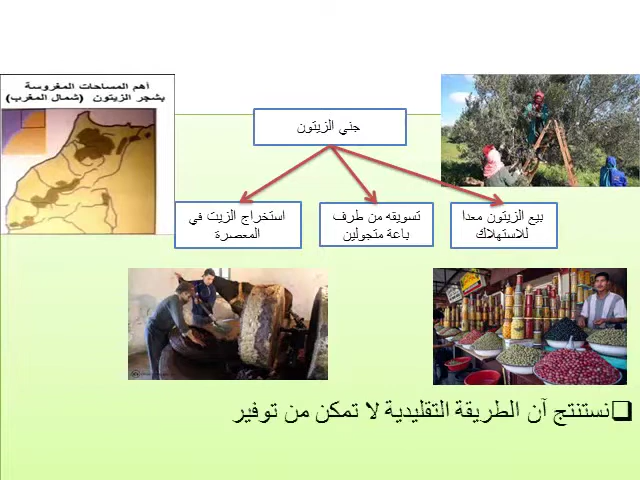 أهم المساحات المغروسة
بشجر الزيتون (شمال المغرب)
جني الزيتون
بيع الزيتون معدا
للاستهلاك
تسويقه من طرف
باعة متجولين
استخراج الزيت في
المعصرة
نستنتج آن الطريقة التقليدية لا تمكن من توفير